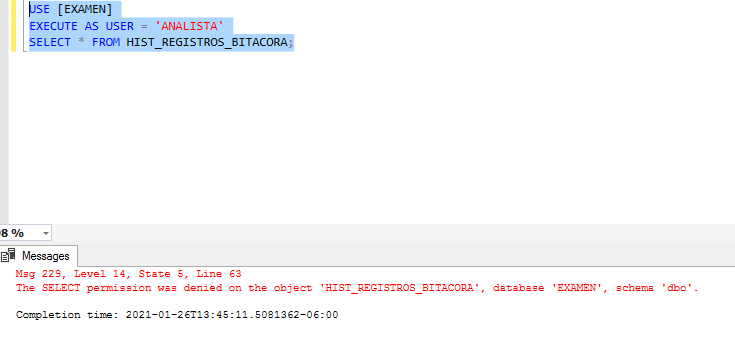 USE [EXAMEN]
EXECUTE AS USER = 'ANALISTA'
SELECT * FROM HIST_REGISTROS_BITACORA;
8 %
Messages
Msg 229, Level 14, State 5, Line 63
The SELECT permission was denied on the object 'HIST_REGISTROS_BITACORA', database 'EXAMEN', schema 'dbo'.
Completion time: 2021-01-26T13:45:11.5081362-06:00